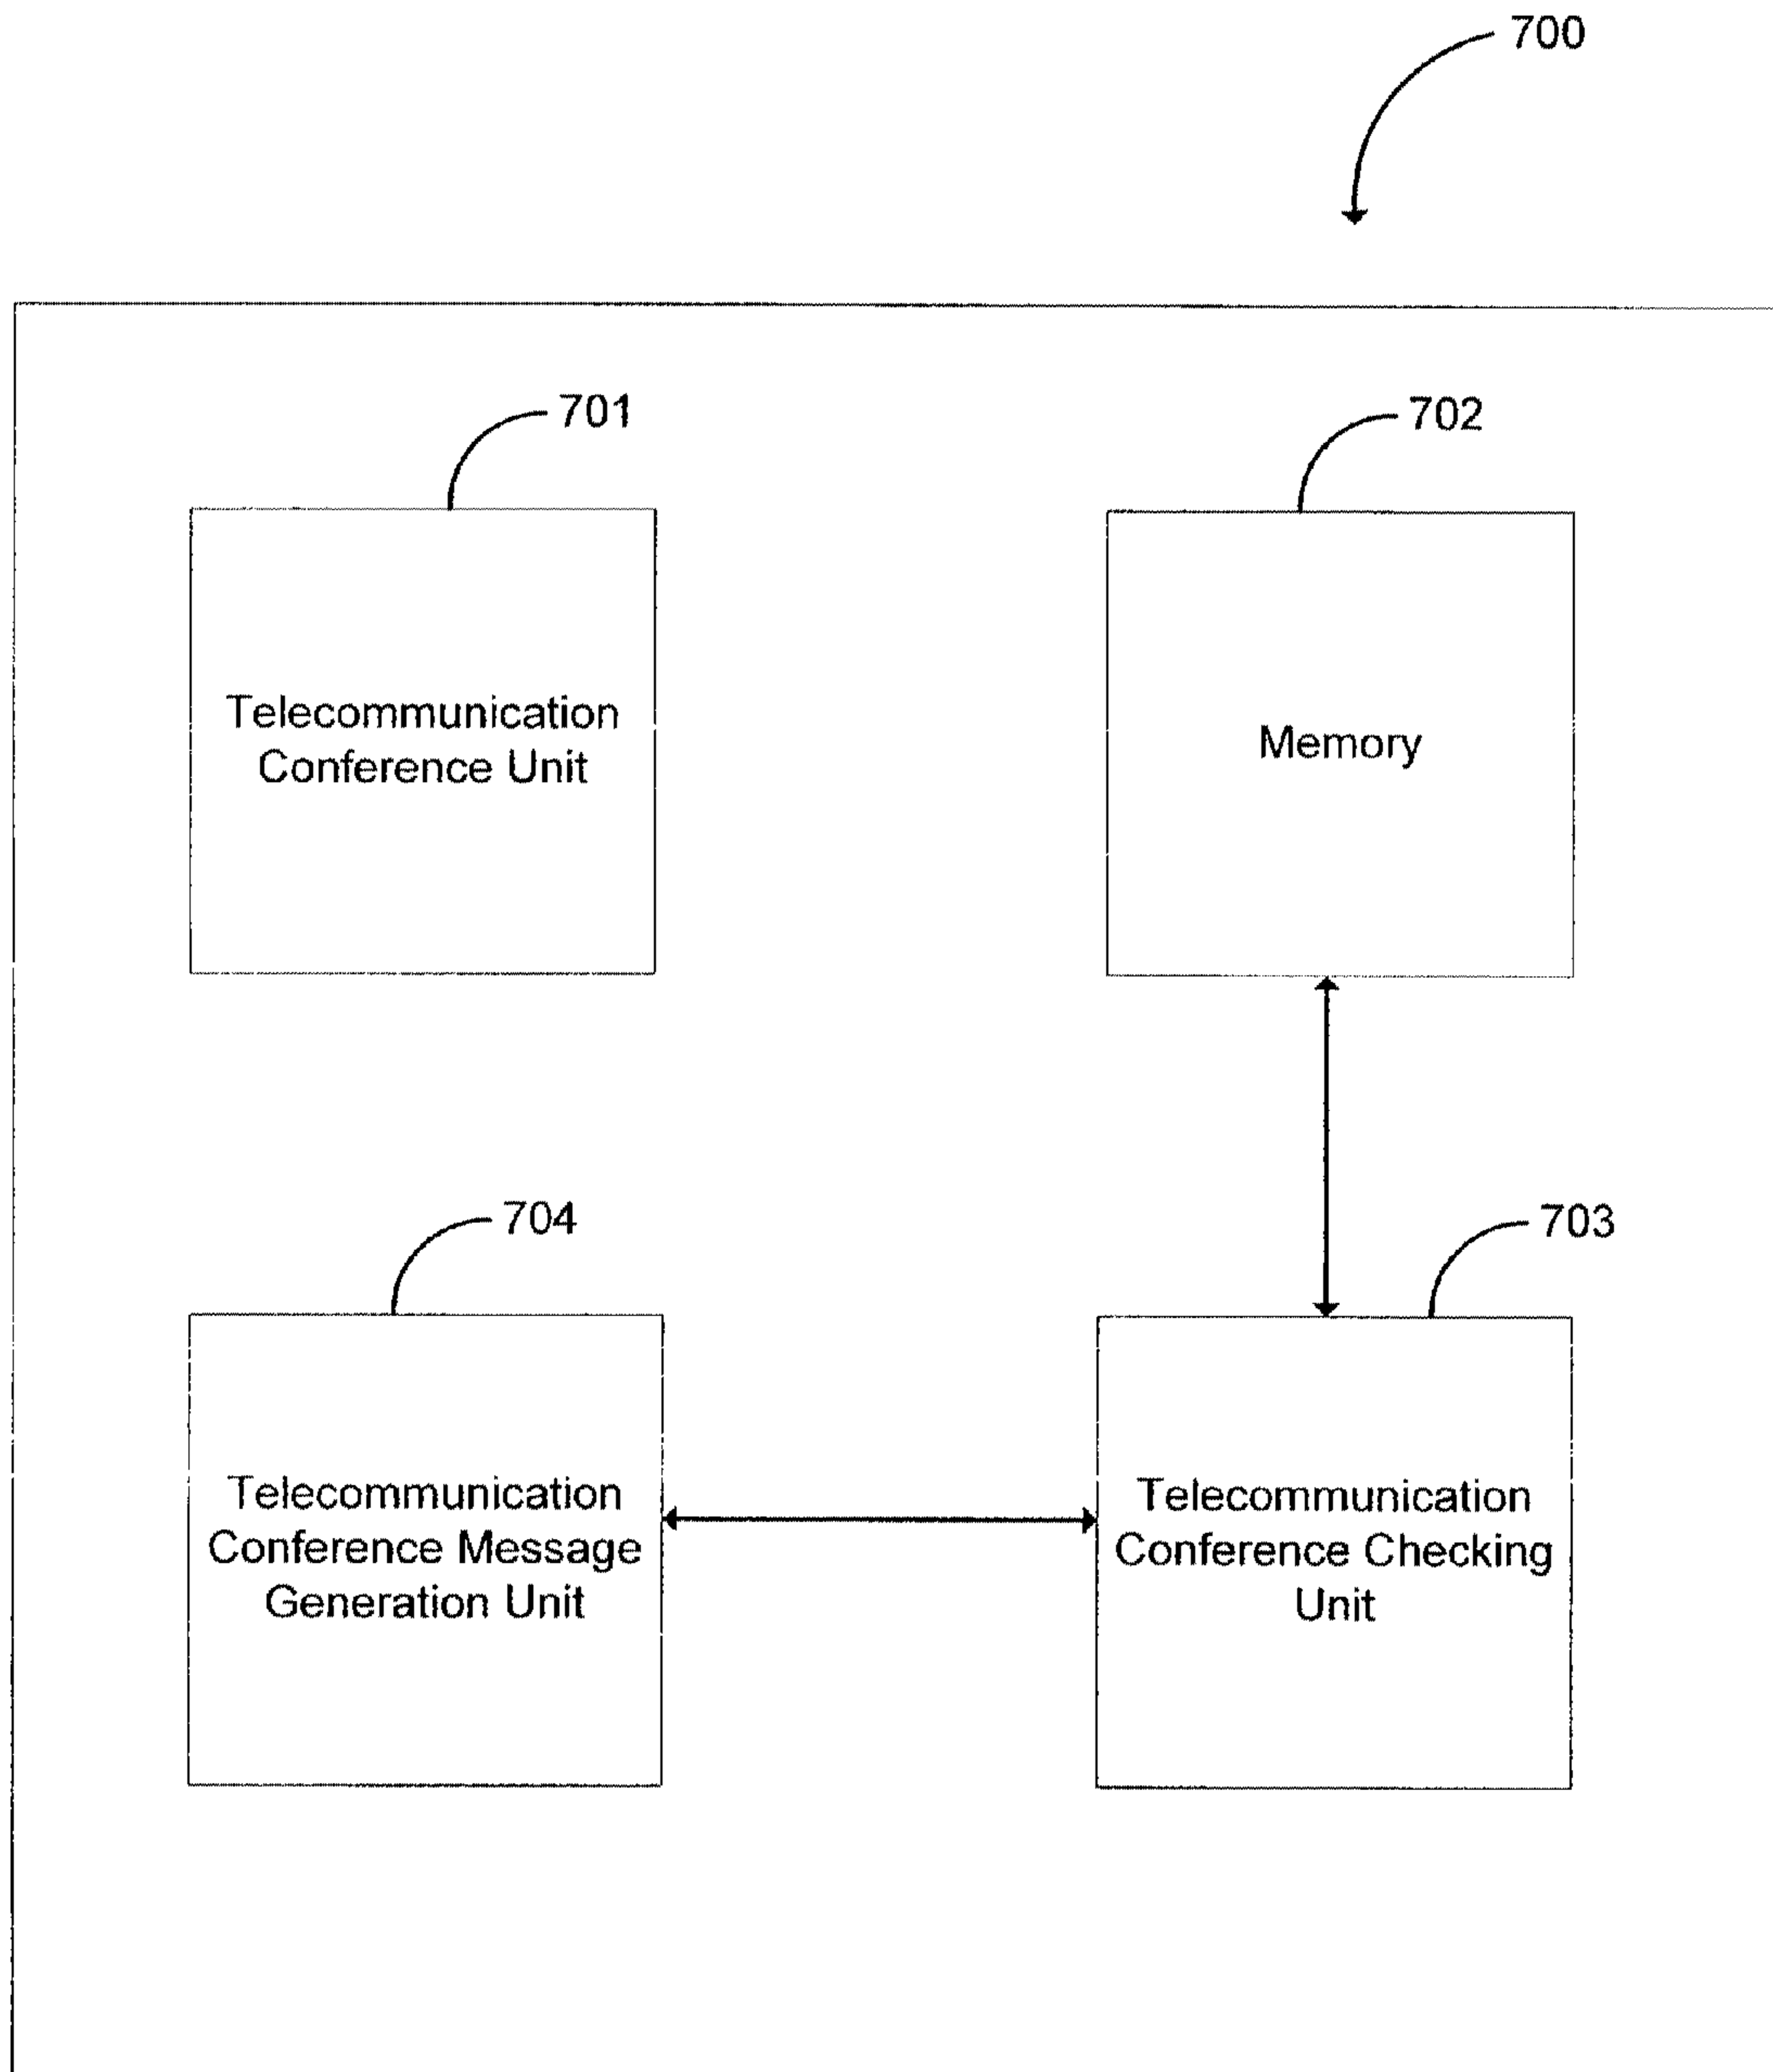 700
701
702
Telecommunication
Conference Unit
Memory
704
703
Telecommunication
Conference Message
Generation Unit
Telecommunication
Conference Checking
Unit